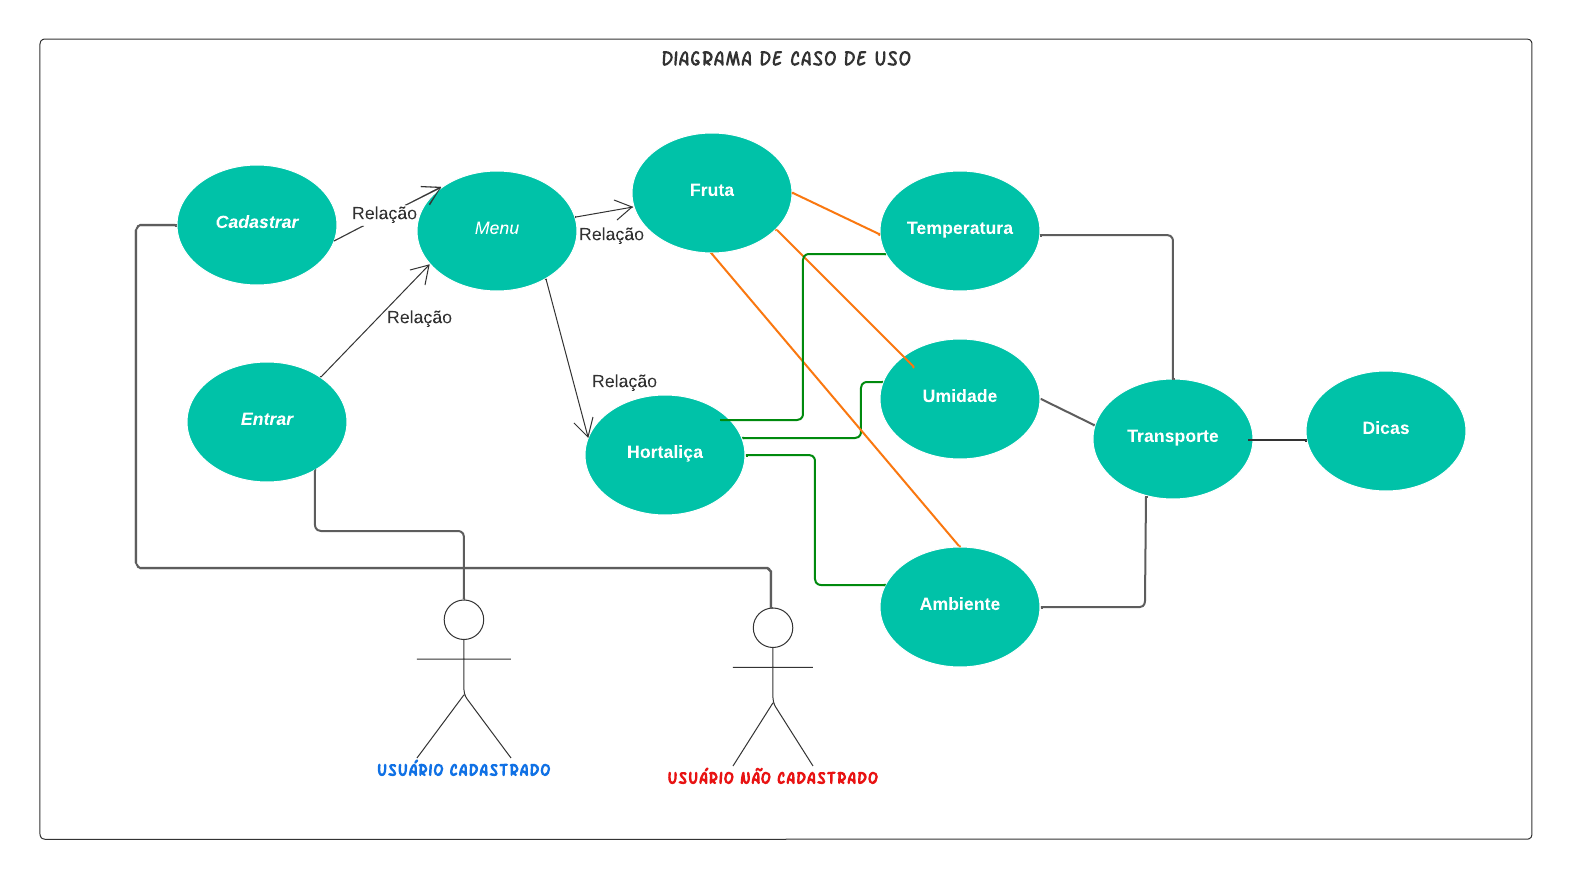 DIAGRAMA DE CASO DE USO
Cadastrar
Relação
Menu
Relação
Fruta
Temperatura
Relação
Entrar
Relação
Hortaliça
Umidade
Transporte
Dicas
Ambiente
USUÁRIO CADASTRADO
USUÁRIO NÃO CADASTRADO